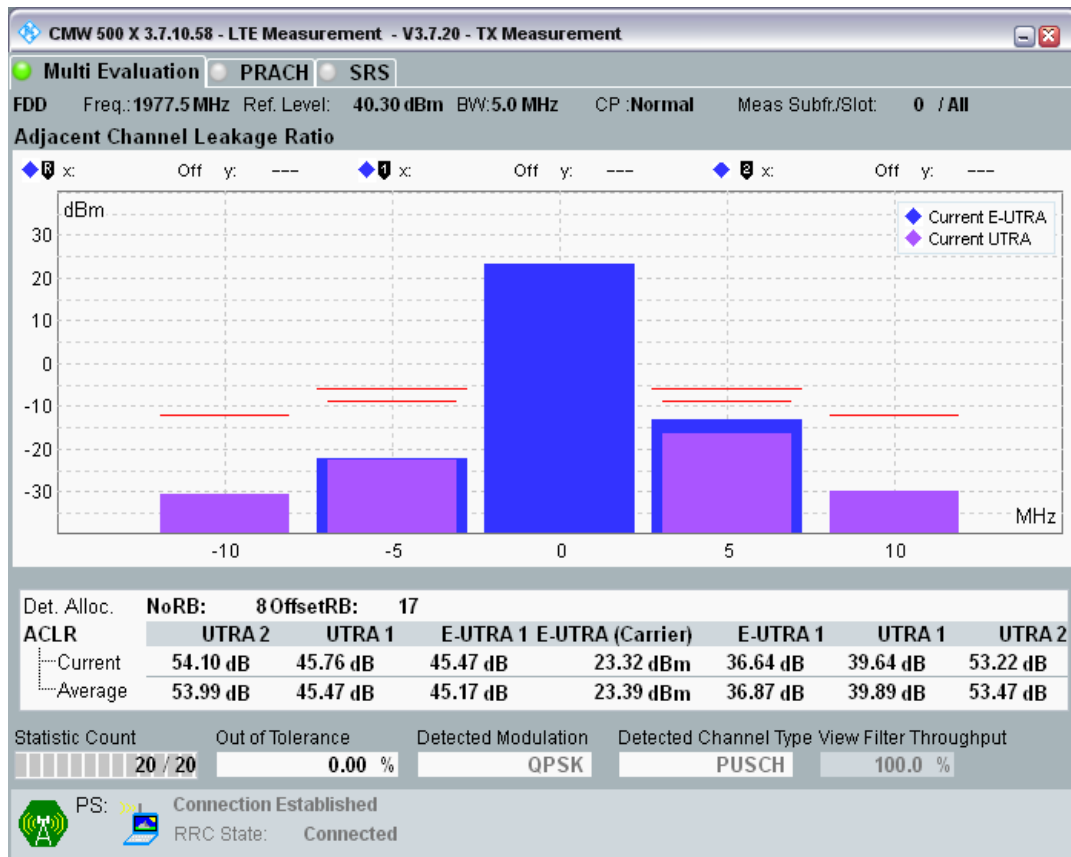 CMW 500 X 3.7.10.58 - LTE Measurement - V3.7.20 - TX Measurement
Multi Evaluation PRACH SRS
FDD Freq.:1977.5 MHz Ref. Level: 40.30 dBm BW:5.0 MHz CP :Normal Meas Subfr./Slot: 0 / All
Adjacent Channel Leakage Ratio
R x: Off y: --- 1 x: Off y: --- 2 x: Off y: ---
dBm
Current E-UTRA
Current UTRA
30
20
10
0
-10
-20
-30
MHz
-10 -5 0 5 10
Det. Alloc. NoRB: 8 OffsetRB: 17
ACLR UTRA 2 UTRA 1 E-UTRA 1 E-UTRA (Carrier) E-UTRA 1 UTRA 1 UTRA 2
Current 54.10 dB 45.76 dB 45.47 dB 23.32 dBm 36.64 dB 39.64 dB 53.22 dB
Average 53.99 dB 45.47 dB 45.17 dB 23.39 dBm 36.87 dB 39.89 dB 53.47 dB
Statistic Count Out of Tolerance Detected Modulation Detected Channel Type View Filter Throughput
20 / 20 0.00 % QPSK PUSCH 100.0 %
PS: Connection Established
RRC State: Connected